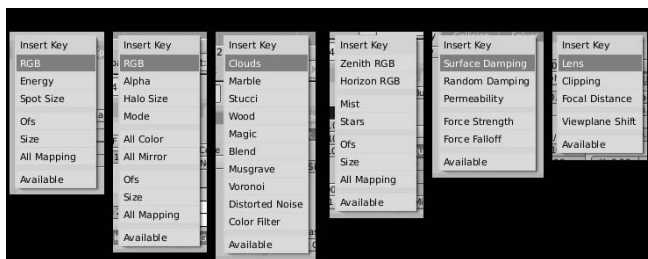 Insert Key
RGB
Energy
Spot Size
Ofs
Size
All Mapping
Available
Insert Key
RGB
Alpha
Halo Size
Mode
All Color
All Mirror
Ofs
Size
All Mapping
Available
Insert Key
Clouds
Marble
Stucci
Wood
Magic
Blend
Musgrave
Voronoi
Distorted Noise
Color Filter
Available
Insert Key
Zenith RGB
Horizon RGB
Mist
Stars
Ofs
Size
All Mapping
Available
Insert Key
Surface Damping
Random Damping
Permeability
Force Strength
Force Falloff
Available
Insert Key
Lens
Clipping
Focal Distance
Viewplane Shift
Available